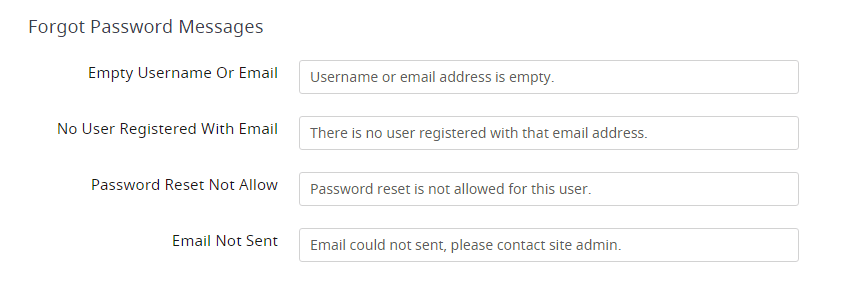 Forgot Password Messages
Empty Username Or Email
Username or email address is empty.
No User Registered With Email
There is no user registered with that email address.
Password Reset Not Allow
Password reset is not allowed for this user.
Email Not Sent
Email could not sent, please contact site admin.